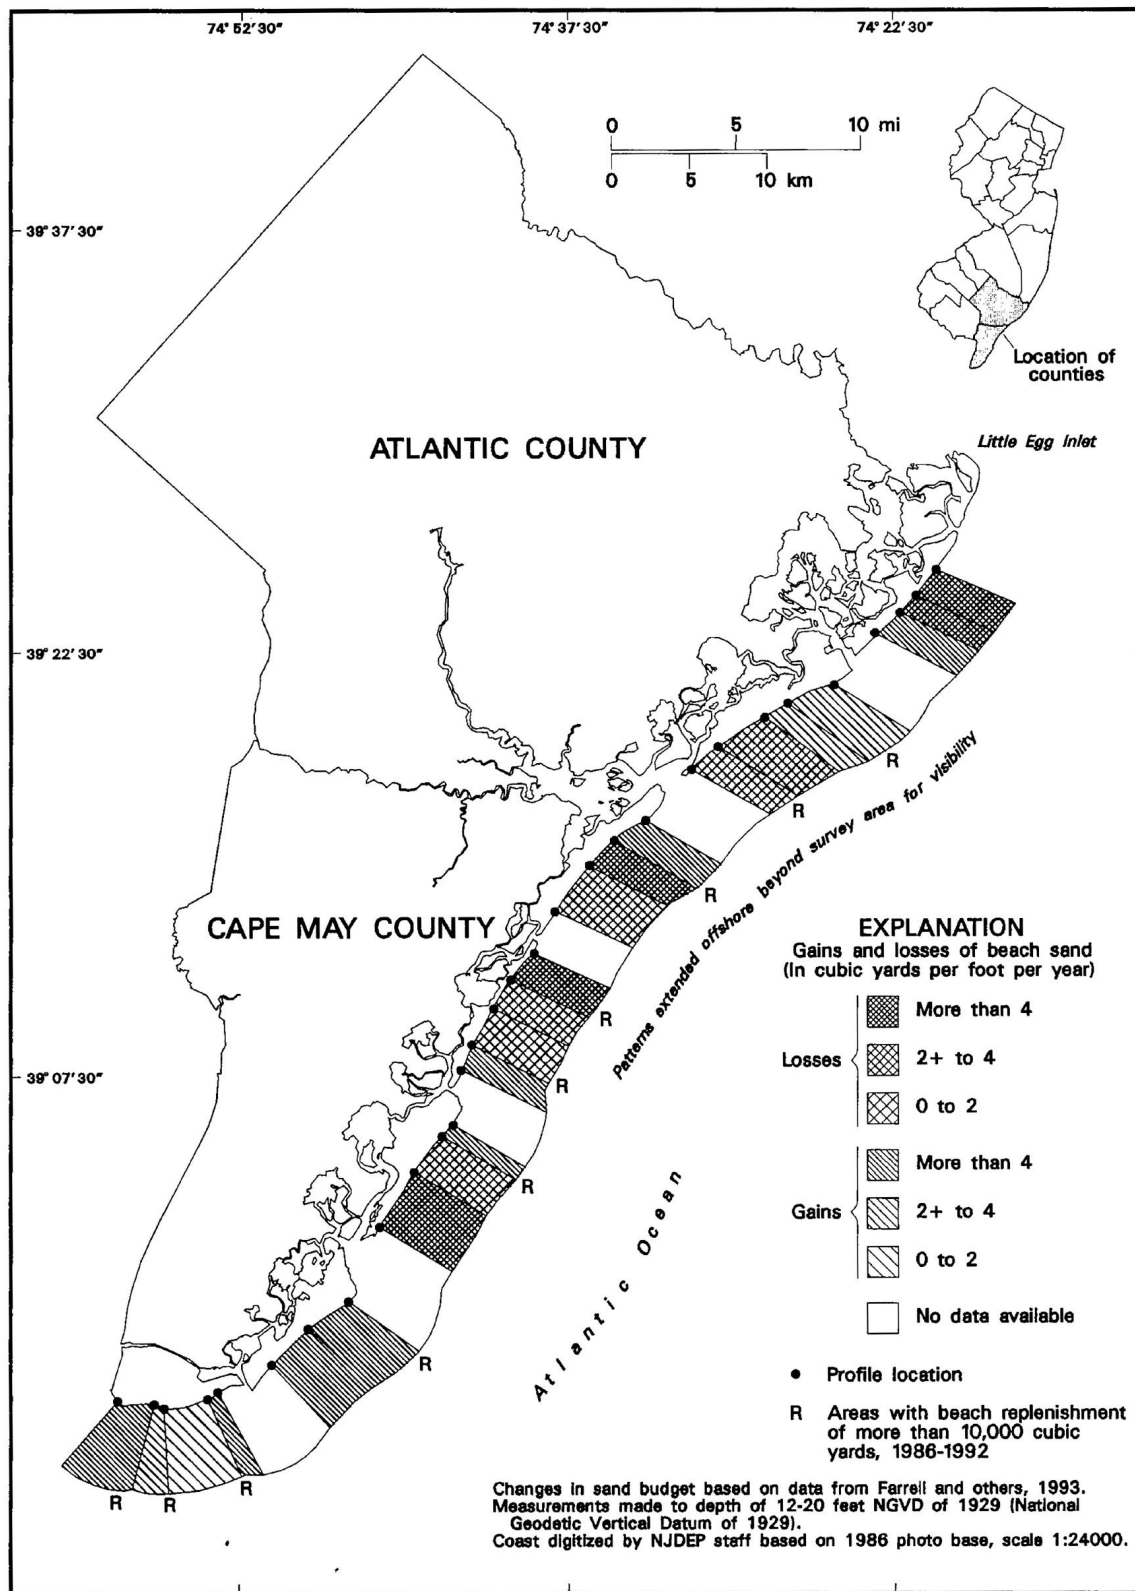 74° 52' 30"
74° 37' 30"
74° 22' 30"
0 5 10 mi
0 5 10 km
39° 37' 30"
Location of
counties
ATLANTIC COUNTY
Little Egg Inlet
39° 22' 30"
R
R
Patterns extended offshore beyond survey area for visibility
R
CAPE MAY COUNTY
EXPLANATION
Gains and losses of beach sand
(In cubic yards per foot per year)
More than 4
Losses
2+ to 4
0 to 2
R
39° 07' 30"
R
More than 4
Gains
2+ to 4
0 to 2
R
Atlantic Ocean
No data available
R
Profile location
R Areas with beach replenishment
of more than 10,000 cubic
yards, 1986-1992
R R R
Changes in sand budget based on data from Farrell and others, 1993.
Measurements made to depth of 12-20 feet NGVD of 1929 (National
Geodetic Vertical Datum of 1929).
Coast digitized by NJDEP staff based on 1986 photo base, scale 1:24000.